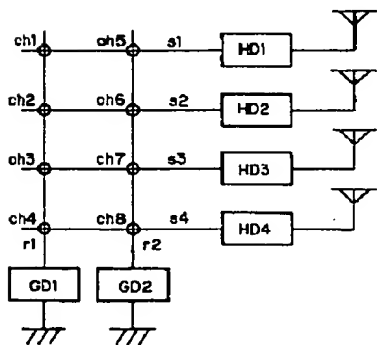 ch1 ch5 s1 HD1
ch2 ch6 s2 HD2
ch3 ch7 s3 HD3
ch4 ch8 s4 HD4
r1 r2
GD1 GD2